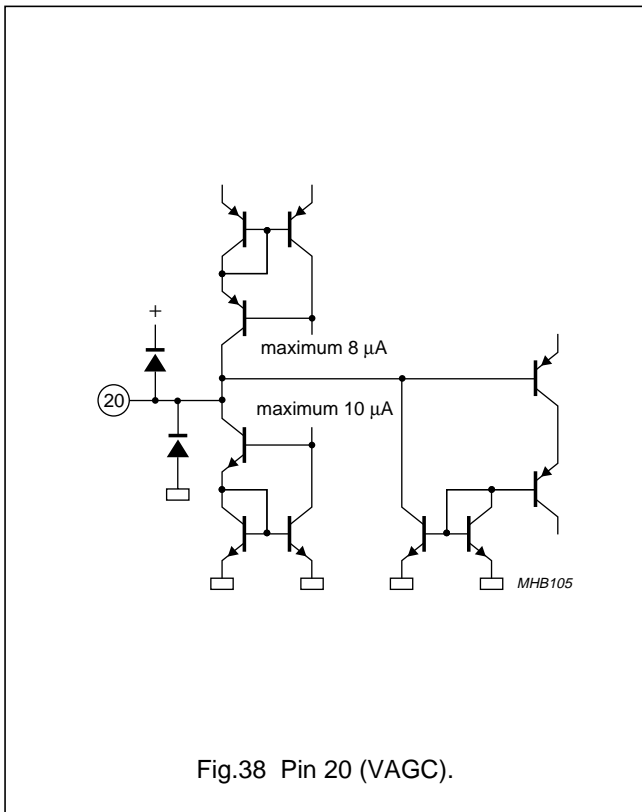 +
maximum 8 μA
20
maximum 10 μA
MHB105
Fig.38 Pin 20 (VAGC).